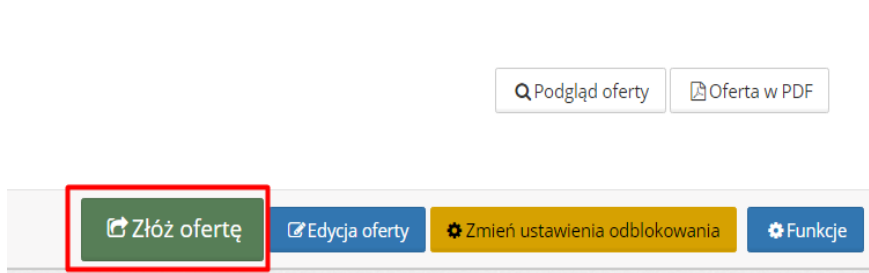 Podgląd oferty Oferta w PDF
Złóż ofertę Edycja oferty Zmień ustawienia odblokowania Funkcje